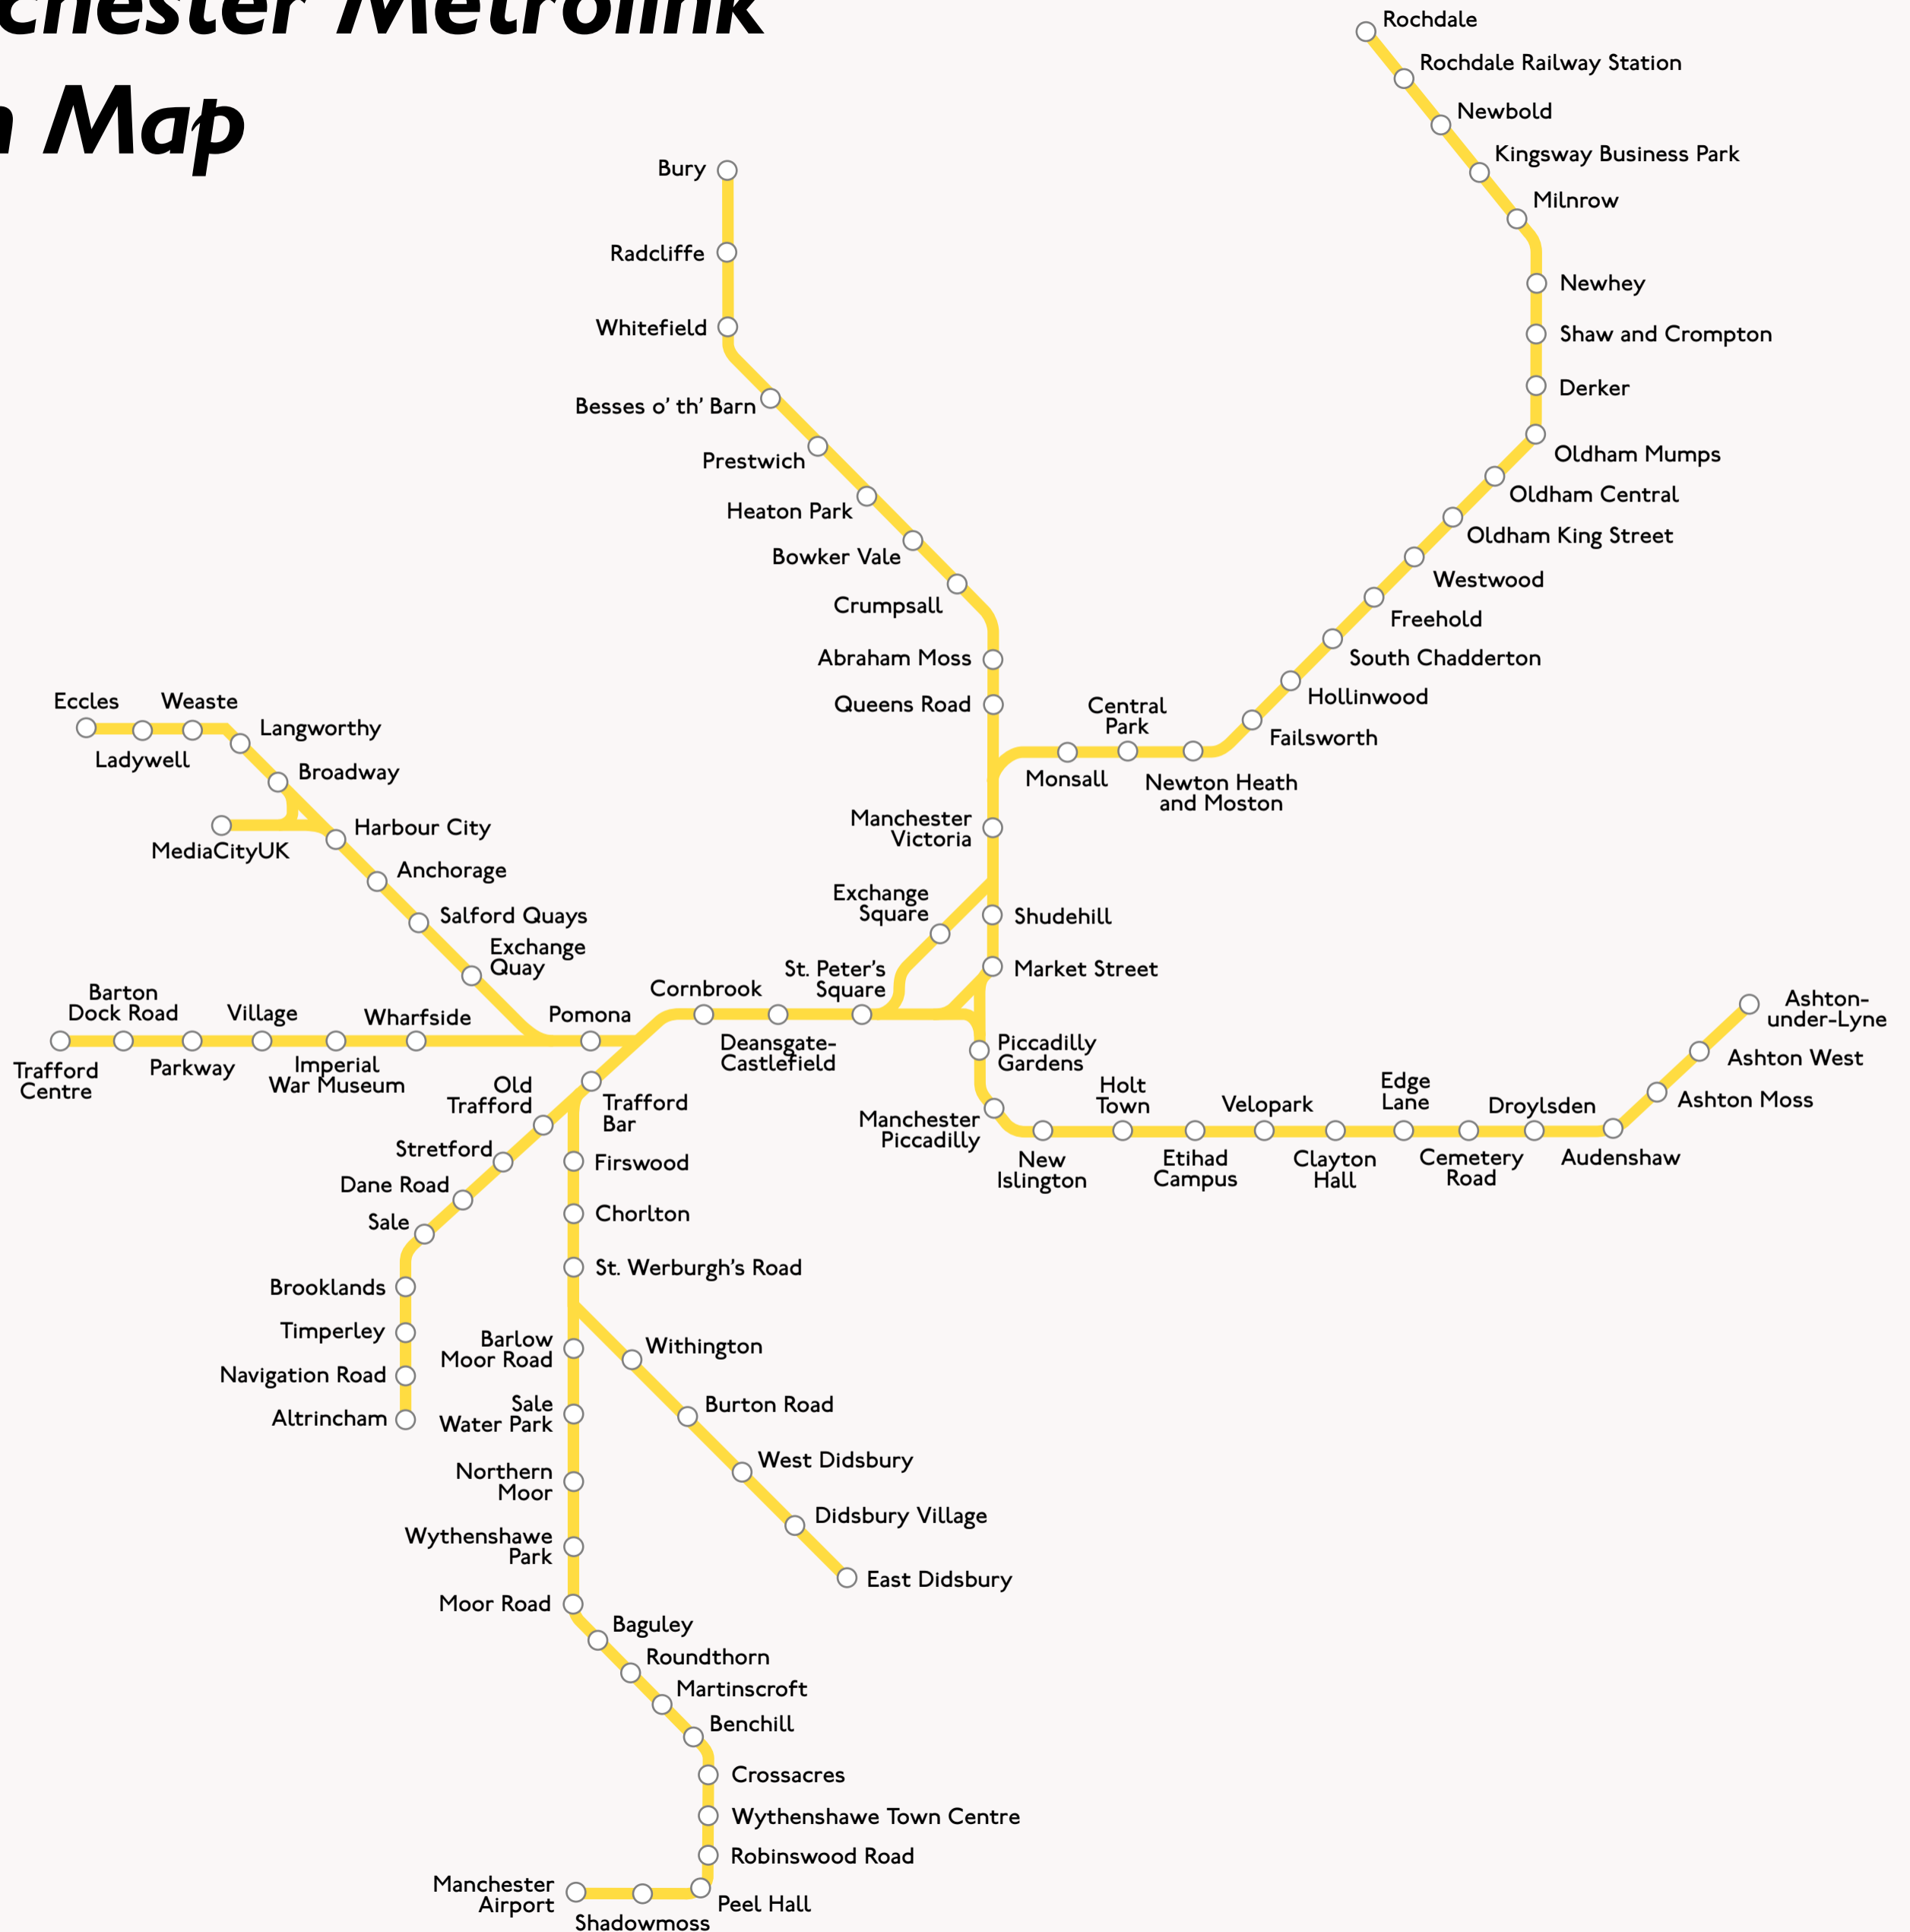 chester Metrolink
Map
Rochdale
Rochdale Railway Station
Newbold
Kingsway Business Park
Milnrow
Newhey
Shaw and Crompton
Derker
Oldham Mumps
Oldham Central
Oldham King Street
Westwood
Freehold
South Chadderton
Hollinwood
Failsworth
Newton Heath
and Moston
Central
Park
Monsall
Bury
Radcliffe
Whitefield
Besses o’ th’ Barn
Prestwich
Heaton Park
Bowker Vale
Crumpsall
Abraham Moss
Queens Road
Manchester
Victoria
Exchange
Square
Shudehill
Market Street
St. Peter’s
Square
Piccadilly
Gardens
Manchester
Piccadilly
Eccles
Ladywell
Weaste
Langworthy
Broadway
MediaCityUK
Harbour City
Anchorage
Salford Quays
Exchange
Quay
Trafford
Centre
Barton
Dock Road
Parkway
Village
Imperial
War Museum
Wharfside
Pomona
Cornbrook
Deansgate-
Castlefield
New
Islington
Holt
Town
Etihad
Campus
Velopark
Clayton
Hall
Edge
Lane
Cemetery
Road
Droylsden
Audenshaw
Ashton Moss
Ashton West
Ashton-
under-Lyne
Trafford
Bar
Old
Trafford
Stretford
Dane Road
Sale
Brooklands
Timperley
Navigation Road
Altrincham
Firswood
Chorlton
St. Werburgh’s Road
Withington
Burton Road
West Didsbury
Didsbury Village
East Didsbury
Barlow
Moor Road
Sale
Water Park
Northern
Moor
Wythenshawe
Park
Moor Road
Baguley
Roundthorn
Martinscroft
Benchill
Crossacres
Wythenshawe Town Centre
Robinswood Road
Peel Hall
Shadowmoss
Manchester
Airport